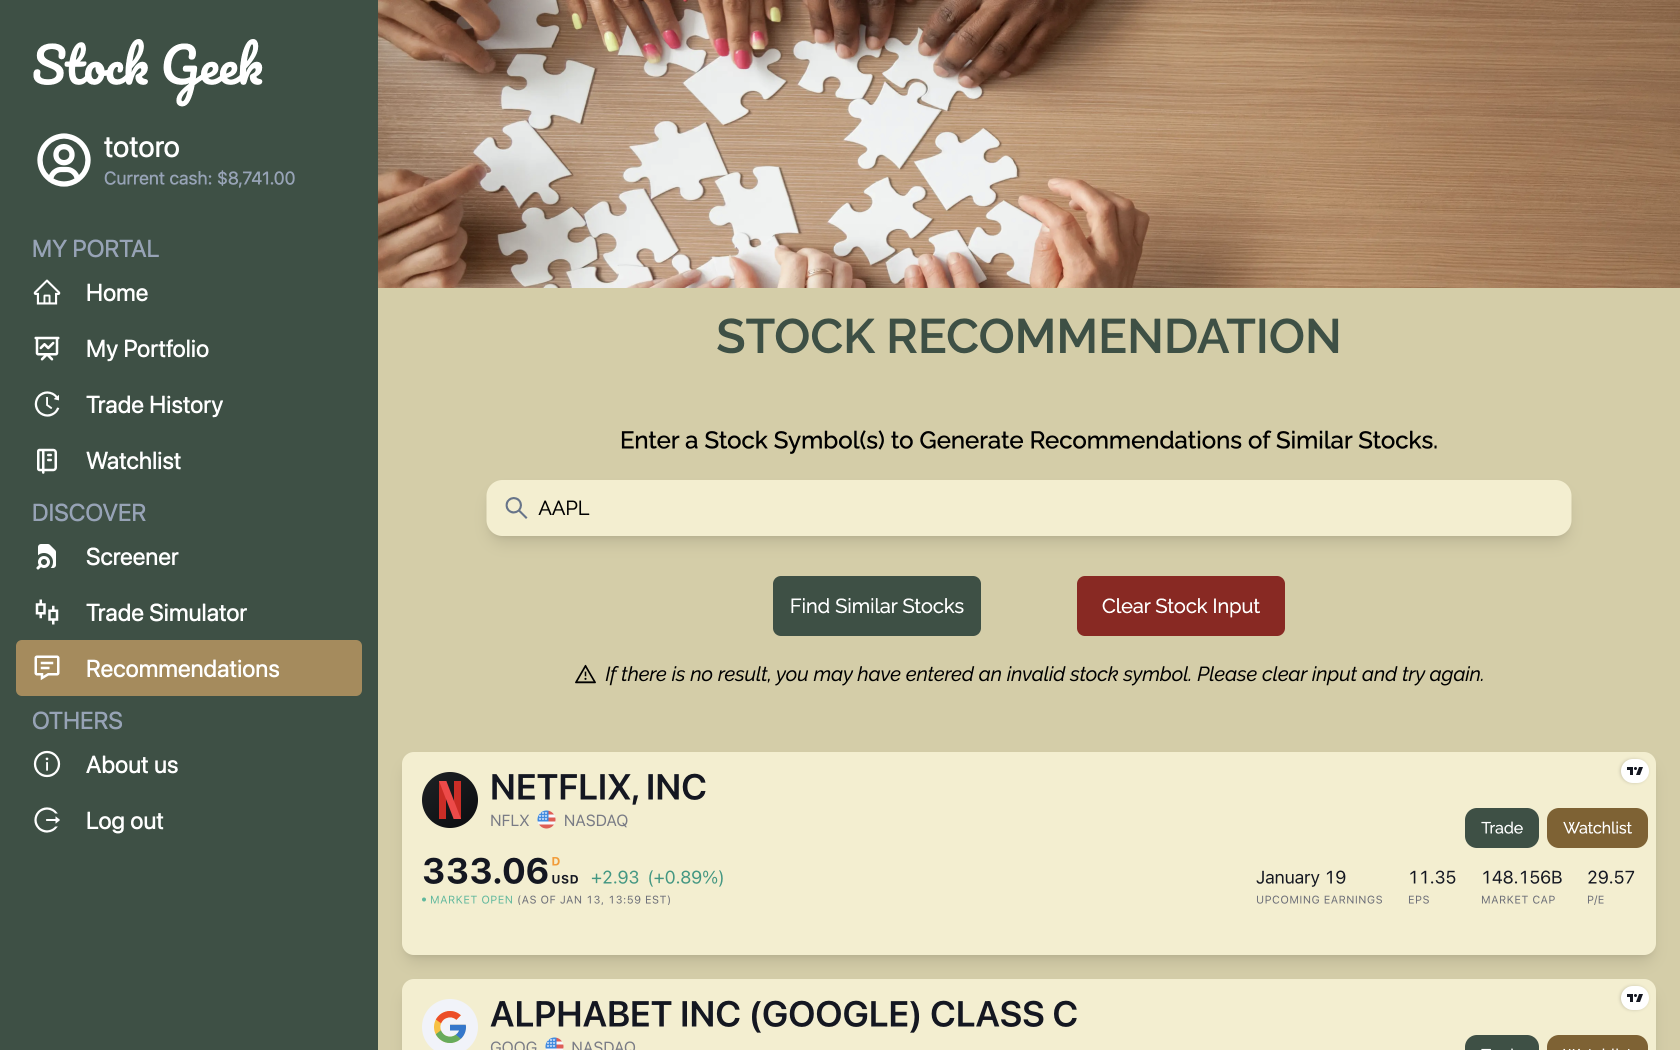 Stock Geek
totoro
Current cash: $8,741.00
MY PORTAL
Home
My Portfolio
Trade History
Watchlist
DISCOVER
Screener
Trade Simulator
Recommendations
OTHERS
About us
Log out
STOCK RECOMMENDATION
Enter a Stock Symbol(s) to Generate Recommendations of Similar Stocks.
AAPL
Find Similar Stocks Clear Stock Input
If there is no result, you may have entered an invalid stock symbol. Please clear input and try again.
NETFLIX, INC
NFLX NASDAQ
Trade Watchlist
333.06 D USD +2.93 (+0.89%)
• MARKET OPEN (AS OF JAN 13, 13:59 EST)
January 19 11.35 148.156B 29.57
UPCOMING EARNINGS EPS MARKET CAP P/E
ALPHABET INC (GOOGLE) CLASS C
GOOG NASDAQ
Trade Watchlist